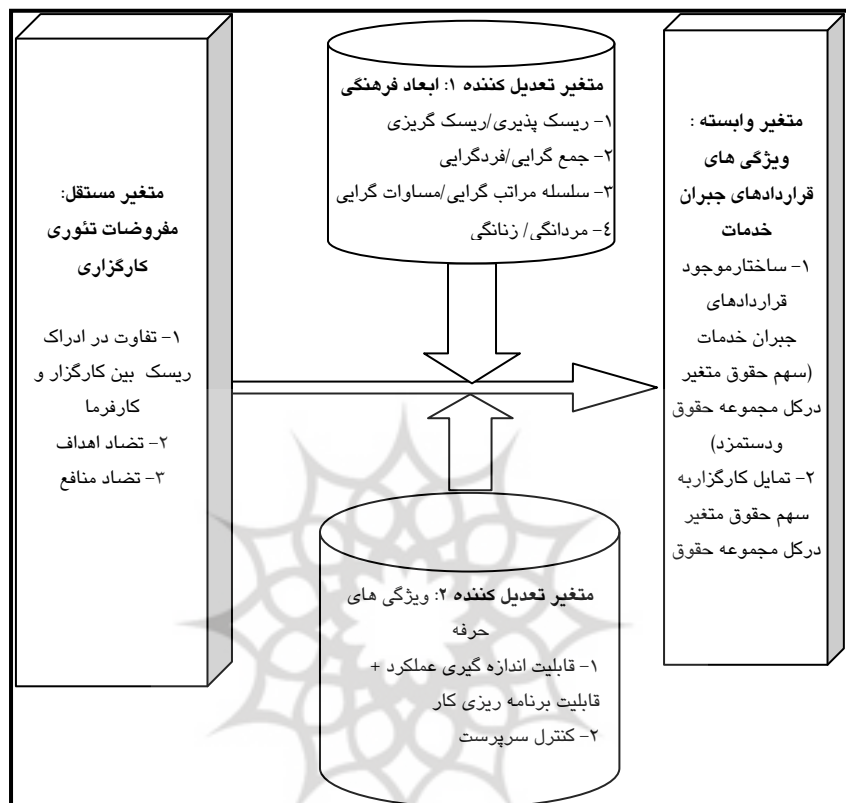 متغیر مستقل:
مفروضات تئوری
کارگزاری
۱- تفاوت در ادراک
ریسک بین کارگزار و
کارفرما
۲- تضاد اهداف
۳- تضاد منافع
متغیر تعدیل کننده ۱: ابعاد فرهنگی
۱- ریسک پذیری/ریسک گریزی
۲- جمع گرایی/فردگرایی
۳- سلسله مراتب گرایی/مساوات گرایی
٤- مردانگی/ زنانگی
متغیر تعدیل کننده ۲: ویژگی های
حرفه
۱- قابلیت اندازه گیری عملکرد +
قابلیت برنامه ریزی کار
۲- کنترل سرپرست
متغیر وابسته :
ویژگی های
قراردادهای جبران
خدمات
۱- ساختارموجود
قراردادهای
جبران خدمات
(سهم حقوق متغیر
درکل مجموعه حقوق
ودستمزد)
۲- تمایل کارگزاربه
سهم حقوق متغیر
درکل مجموعه حقوق